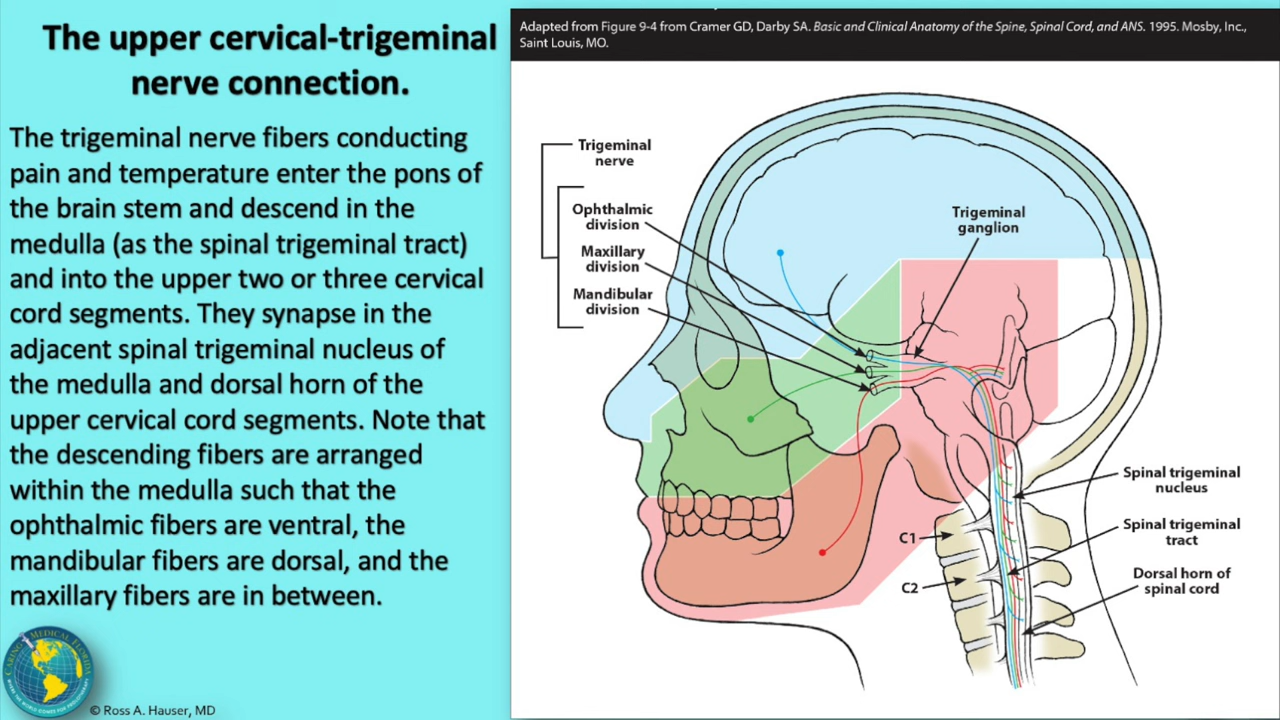 The upper cervical-trigeminal
nerve connection.
The trigeminal nerve fibers conducting
pain and temperature enter the pons of
the brain stem and descend in the
medulla (as the spinal trigeminal tract)
and into the upper two or three cervical
cord segments. They synapse in the
adjacent spinal trigeminal nucleus of
the medulla and dorsal horn of the
upper cervical cord segments. Note that
the descending fibers are arranged
within the medulla such that the
ophthalmic fibers are ventral, the
mandibular fibers are dorsal, and the
maxillary fibers are in between.
CARING MEDICAL FLORIDA
© Ross A. Hauser, MD
Adapted from Figure 9-4 from Cramer GD, Darby SA. Basic and Clinical Anatomy of the Spine, Spinal Cord, and ANS. 1995. Mosby, Inc.,
Saint Louis, MO.
Trigeminal
nerve
Ophthalmic
division
Maxillary
division
Mandibular
division
Trigeminal
ganglion
Spinal trigeminal
nucleus
Spinal trigeminal
tract
Dorsal horn of
spinal cord
C1
C2